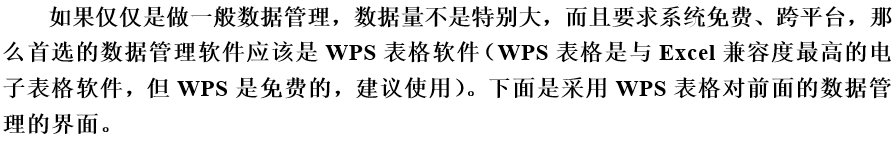 如果仅仅是做一般数据管理，数据量不是特别大，而且要求系统免费、跨平台，那
么首选的数据管理软件应该是 WPS 表格软件（WPS 表格是与 Excel 兼容度最高的电
子表格软件，但 WPS 是免费的，建议使用）。下面是采用 WPS 表格对前面的数据管
理的界面。